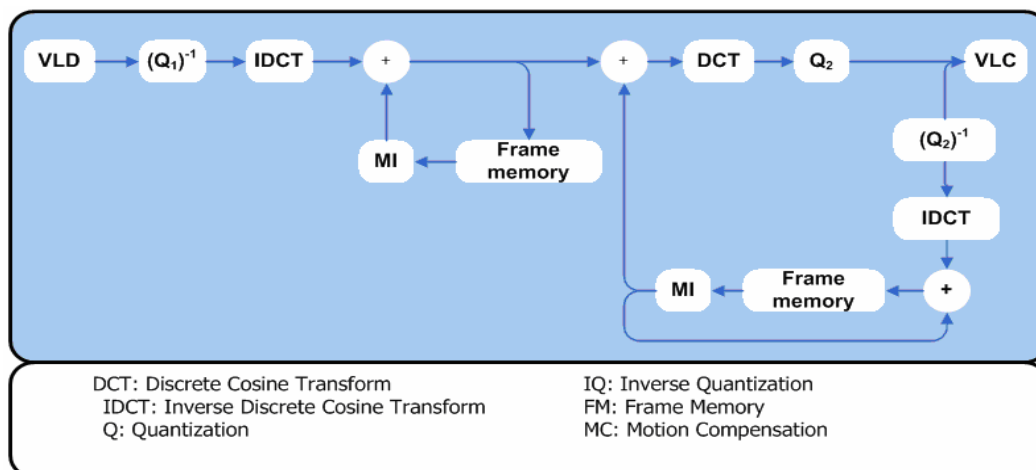 VLD
(Q₁)⁻¹
IDCT
+
+
DCT
Q₂
VLC
MI
Frame
memory
(Q₂)⁻¹
IDCT
MI
Frame
memory
+
DCT: Discrete Cosine Transform
IDCT: Inverse Discrete Cosine Transform
Q: Quantization
IQ: Inverse Quantization
FM: Frame Memory
MC: Motion Compensation